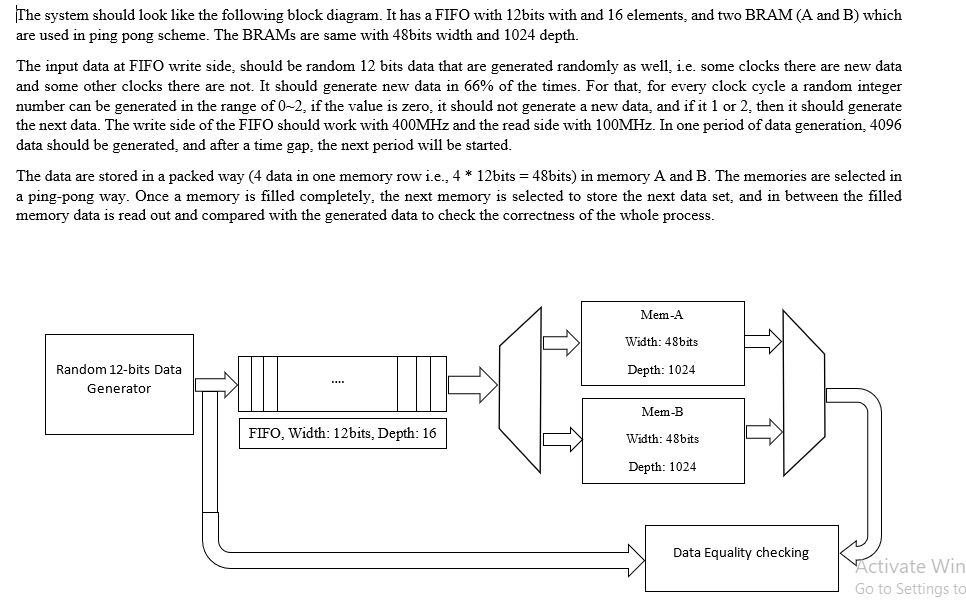 The system should look like the following block diagram. It has a FIFO with 12bits with and 16 elements, and two BRAM (A and B) which
are used in ping pong scheme. The BRAMs are same with 48bits width and 1024 depth.
The input data at FIFO write side, should be random 12 bits data that are generated randomly as well, i.e. some clocks there are new data
and some other clocks there are not. It should generate new data in 66% of the times. For that, for every clock cycle a random integer
number can be generated in the range of 0~2, if the value is zero, it should not generate a new data, and if it 1 or 2, then it should generate
the next data. The write side of the FIFO should work with 400MHz and the read side with 100MHz. In one period of data generation, 4096
data should be generated, and after a time gap, the next period will be started.
The data are stored in a packed way (4 data in one memory row i.e., 4 * 12bits = 48bits) in memory A and B. The memories are selected in
a ping-pong way. Once a memory is filled completely, the next memory is selected to store the next data set, and in between the filled
memory data is read out and compared with the generated data to check the correctness of the whole process.
Mem-A
Width: 48bits
Depth: 1024
Random 12-bits Data
Generator
....
FIFO, Width: 12bits, Depth: 16
Mem-B
Width: 48bits
Depth: 1024
Data Equality checking
Activate Win
Go to Settings to